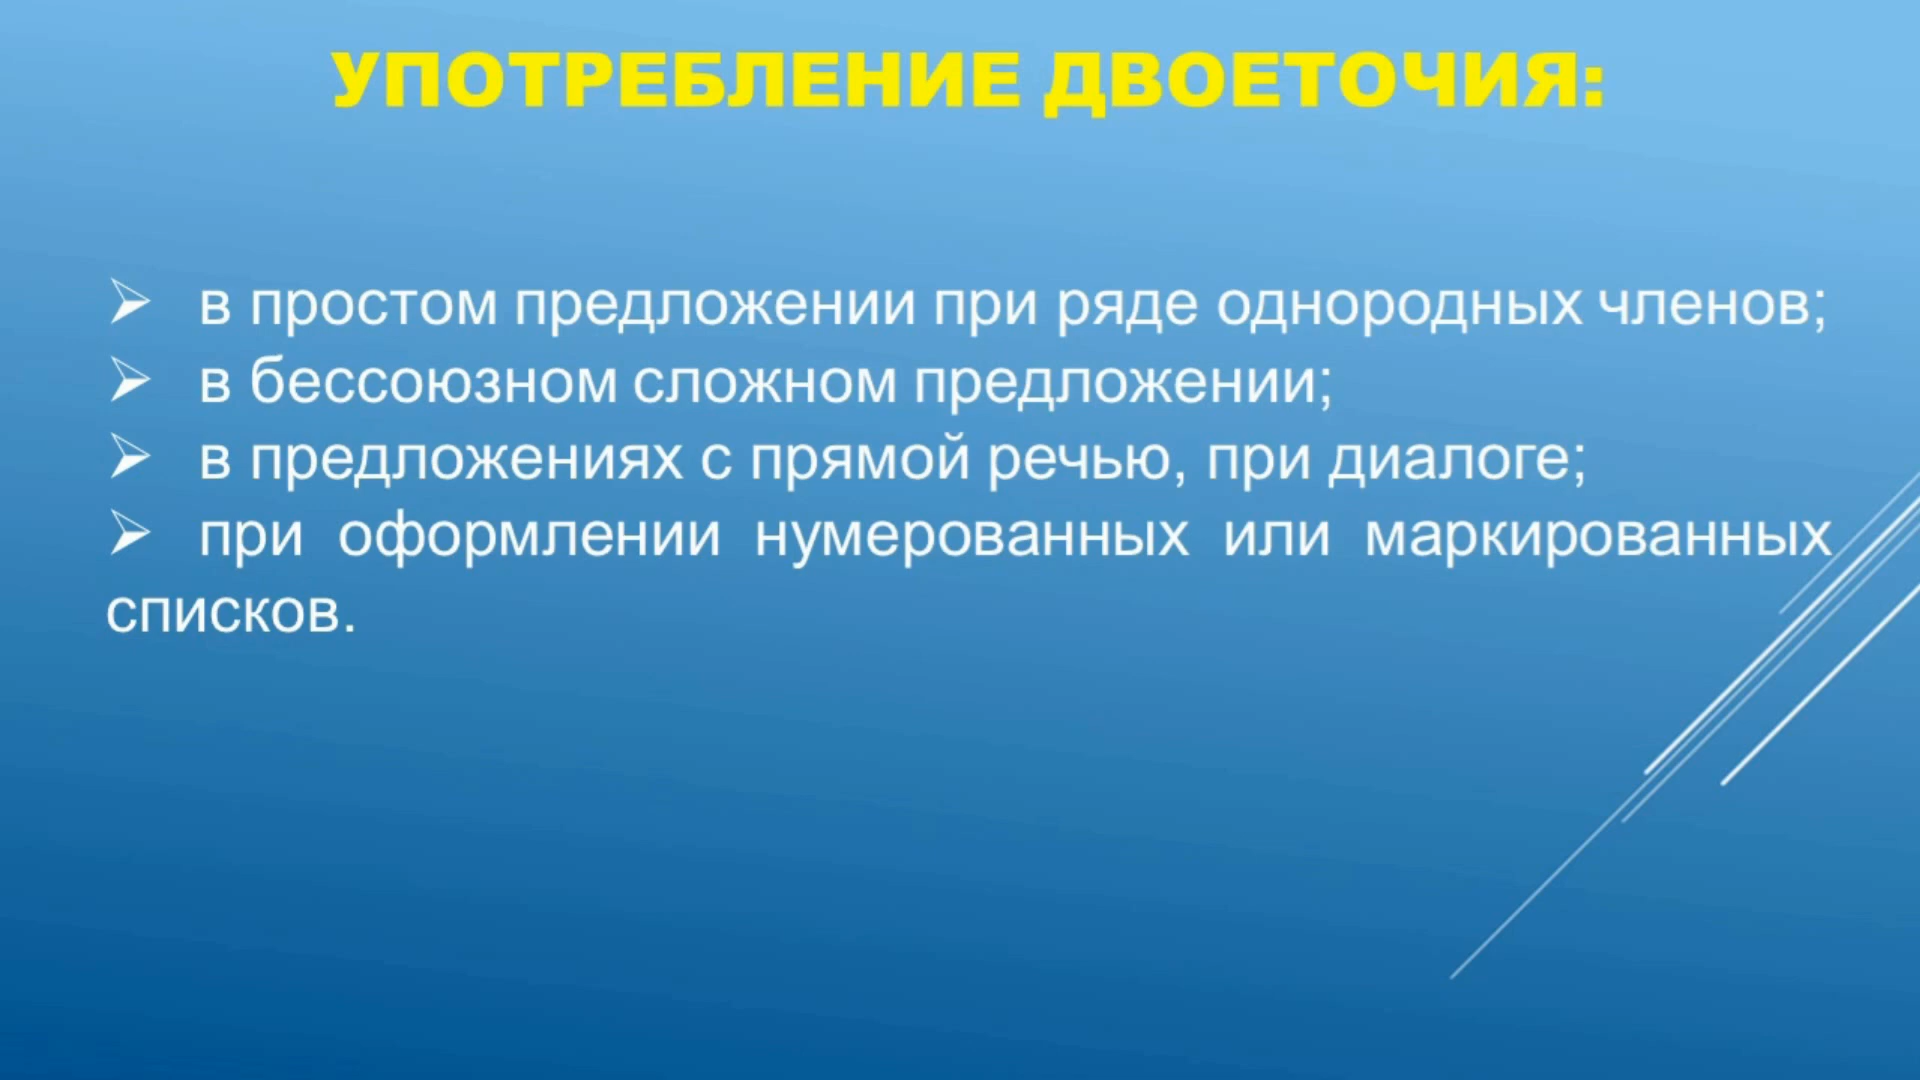 УПОТРЕБЛЕНИЕ ДВОЕТОЧИЯ:
➢ в простом предложении при ряде однородных членов;
➢ в бессоюзном сложном предложении;
➢ в предложениях с прямой речью, при диалоге;
➢ при оформлении нумерованных или маркированных
списков.